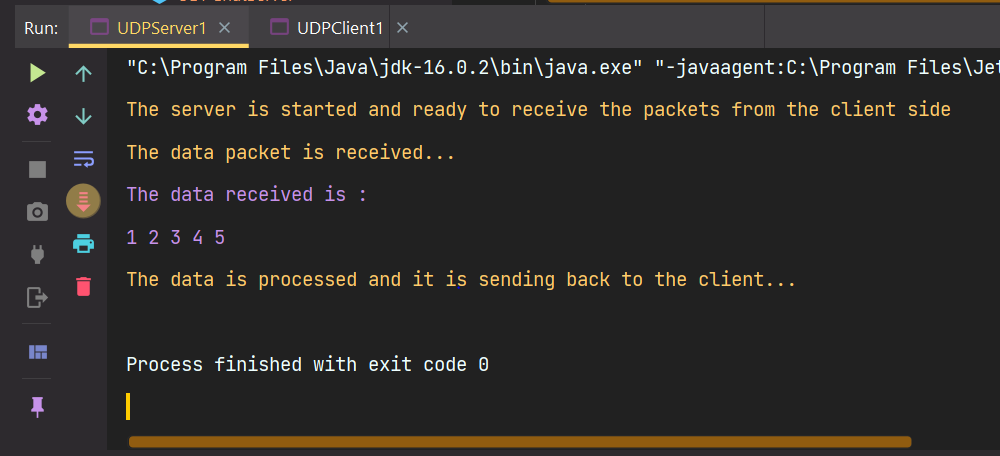 Run: UDPServer1 UDPClient1
"C:\Program Files\Java\jdk-16.0.2\bin\java.exe" "-javaagent:C:\Program Files\Jet
The server is started and ready to receive the packets from the client side
The data packet is received...
The data received is :
1 2 3 4 5
The data is processed and it is sending back to the client...
Process finished with exit code 0